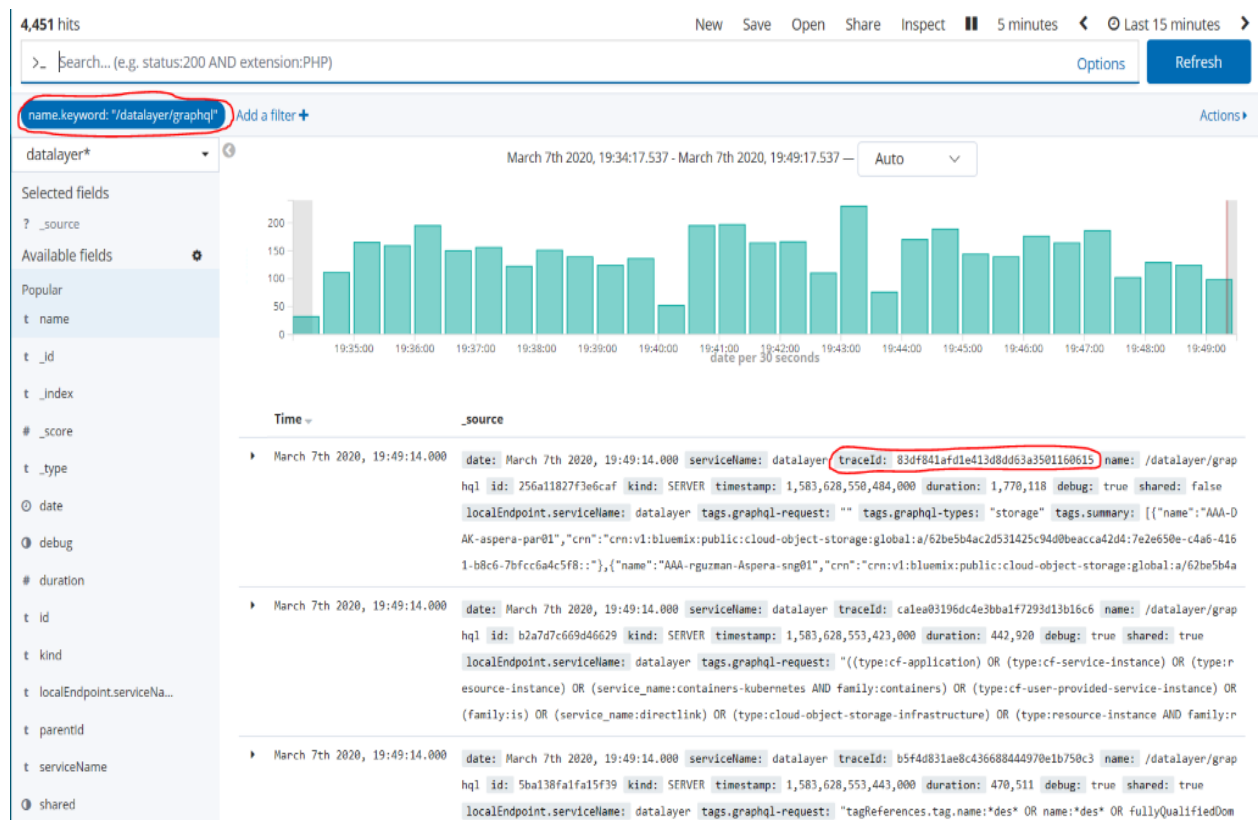 4,451 hits
New Save Open Share Inspect 5 minutes Last 15 minutes
>_ Search... (e.g. status:200 AND extension:PHP) Options Refresh
name.keyword: "/datalayer/graphql" Add a filter + Actions
datalayer*
March 7th 2020, 19:34:17.537 - March 7th 2020, 19:49:17.537 — Auto
Selected fields
? _source
Available fields
Popular
t name
t _id
t _index
# _score
t _type
date
debug
# duration
t id
t kind
t localEndpoint.serviceNa...
t parentId
t serviceName
shared
200
150
100
50
0
19:35:00 19:36:00 19:37:00 19:38:00 19:39:00 19:40:00 19:41:00 19:42:00 19:43:00 19:44:00 19:45:00 19:46:00 19:47:00 19:48:00 19:49:00
date per 30 seconds
Time _source
March 7th 2020, 19:49:14.000 date: March 7th 2020, 19:49:14.000 serviceName: datalayer traceId: 83df841afd1e413d8dd63a3501160615 name: /datalayer/grap
hql id: 256a11827f3e6caf kind: SERVER timestamp: 1,583,628,550,484,000 duration: 1,770,118 debug: true shared: false
localEndpoint.serviceName: datalayer tags.graphql-request: "" tags.graphql-types: "storage" tags.summary: [{"name":"AAA-D
AK-aspera-par01","crn":"crn:v1:bluemix:public:cloud-object-storage:global:a/62be5b4ac2d531425c94d0beacca42d4:7e2e650e-c4a6-416
1-b8c6-7bfcc6a4c5f8::"},{"name":"AAA-rguzman-Aspera-sng01","crn":"crn:v1:bluemix:public:cloud-object-storage:global:a/62be5b4a
March 7th 2020, 19:49:14.000 date: March 7th 2020, 19:49:14.000 serviceName: datalayer traceId: ca1ea03196dc4e3bba1f7293d13b16c6 name: /datalayer/grap
hql id: b2a7d7c669d46629 kind: SERVER timestamp: 1,583,628,553,423,000 duration: 442,920 debug: true shared: true
localEndpoint.serviceName: datalayer tags.graphql-request: "((type:cf-application) OR (type:cf-service-instance) OR (type:r
esource-instance) OR (service_name:containers-kubernetes AND family:containers) OR (type:cf-user-provided-service-instance) OR
(family:is) OR (service_name:directlink) OR (type:cloud-object-storage-infrastructure) OR (type:resource-instance AND family:r
March 7th 2020, 19:49:14.000 date: March 7th 2020, 19:49:14.000 serviceName: datalayer traceId: b5f4d831ae8c436688444970e1b750c3 name: /datalayer/grap
hql id: 5ba138fa1fa15f39 kind: SERVER timestamp: 1,583,628,553,443,000 duration: 470,511 debug: true shared: true
localEndpoint.serviceName: datalayer tags.graphql-request: "tagReferences.tag.name:*des* OR name:*des* OR fullyQualifiedDom